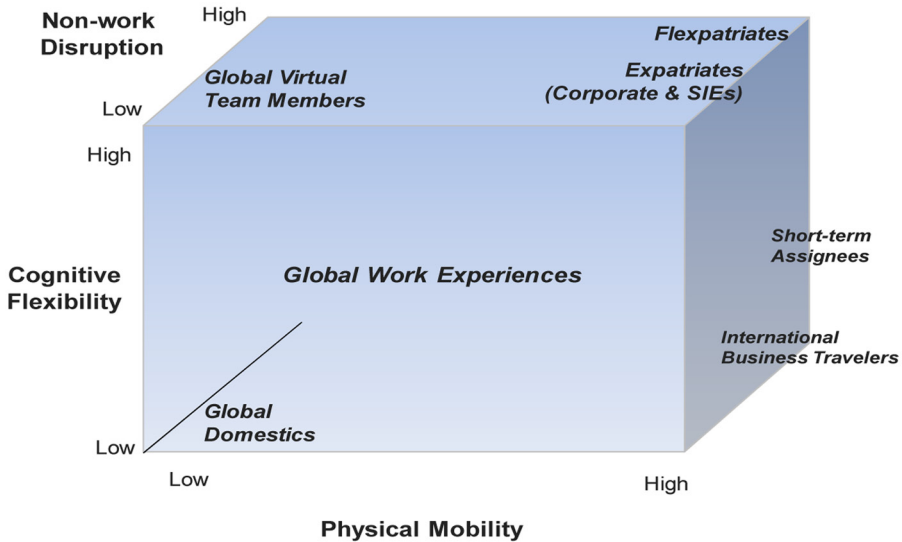 Non-work
Disruption
High
Flexpatriates
Global Virtual
Team Members
Expatriates
(Corporate & SIEs)
Low
High
Short-term
Assignees
Cognitive
Flexibility
Global Work Experiences
International
Business Travelers
Global
Domestics
Low
Low
High
Physical Mobility